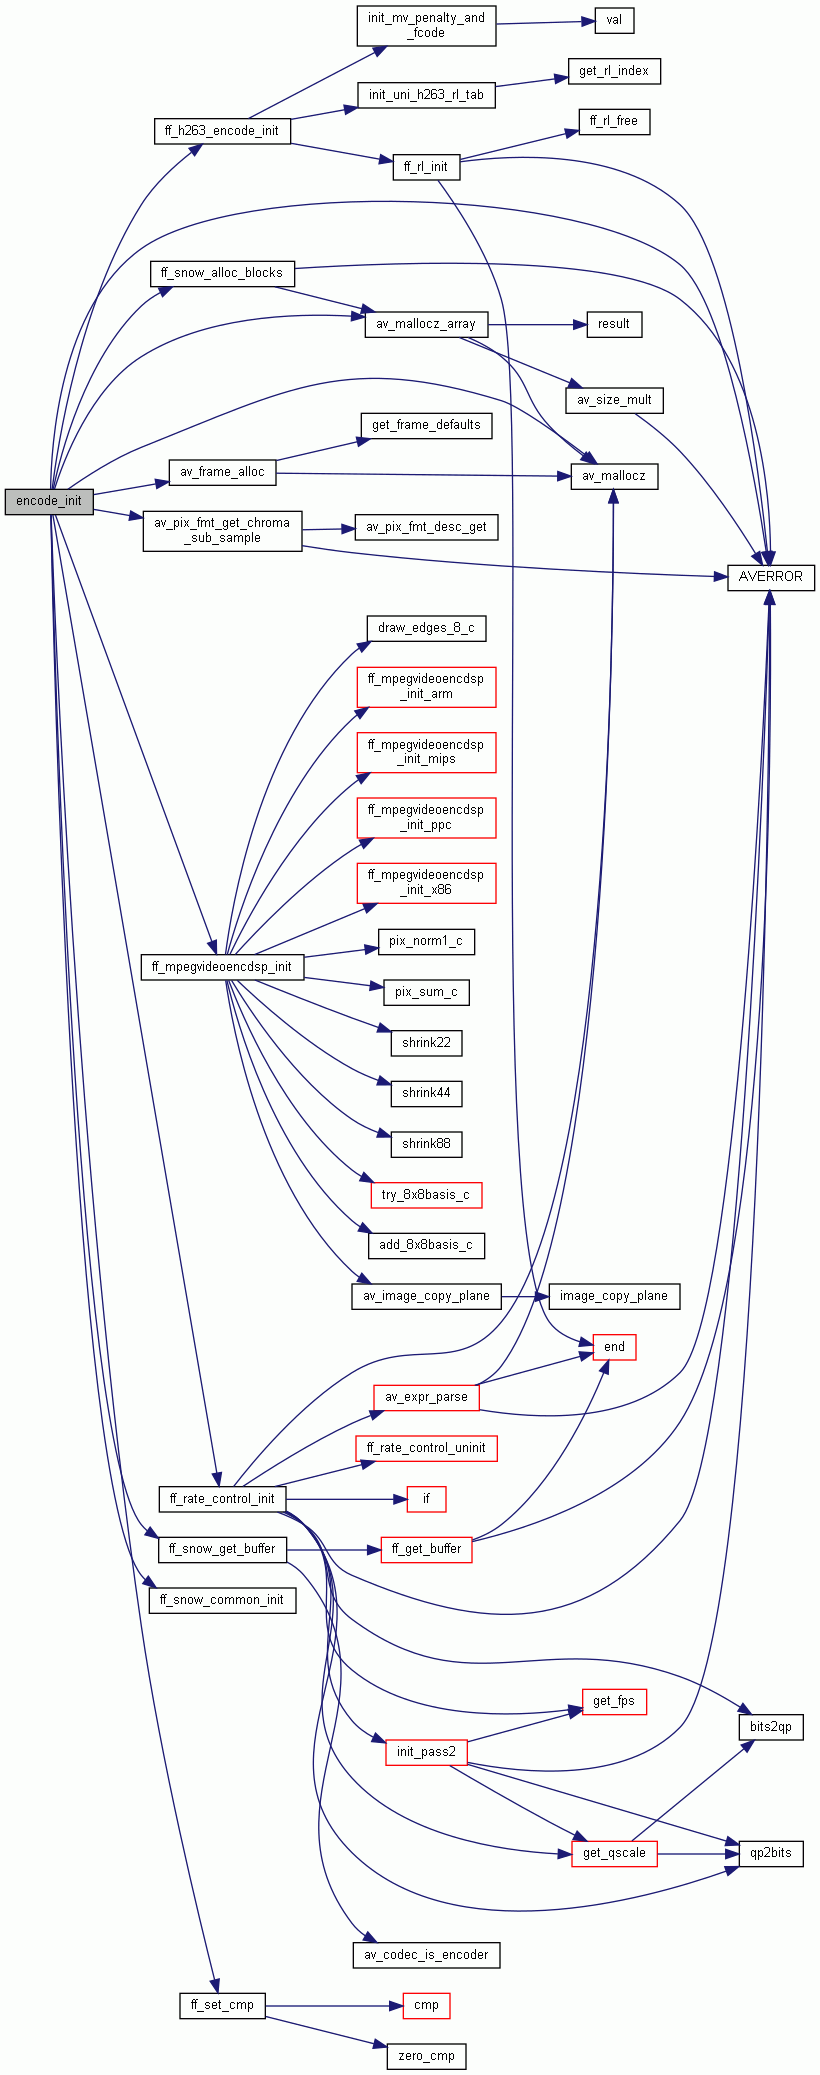 init_mv_penalty_and
_fcode
val
get_rl_index
init_uni_h263_rl_tab
ff_rl_free
ff_h263_encode_init
ff_rl_init
ff_snow_alloc_blocks
av_mallocz_array
result
av_size_mult
get_frame_defaults
av_frame_alloc
av_mallocz
encode_init
av_pix_fmt_get_chroma
_sub_sample
av_pix_fmt_desc_get
AVERROR
draw_edges_8_c
ff_mpegvideoencdsp
_init_arm
ff_mpegvideoencdsp
_init_mips
ff_mpegvideoencdsp
_init_ppc
ff_mpegvideoencdsp
_init_x86
pix_norm1_c
ff_mpegvideoencdsp_init
pix_sum_c
shrink22
shrink44
shrink88
try_8x8basis_c
add_8x8basis_c
av_image_copy_plane
image_copy_plane
end
av_expr_parse
ff_rate_control_uninit
ff_rate_control_init
if
ff_snow_get_buffer
ff_get_buffer
ff_snow_common_init
get_fps
bits2qp
init_pass2
get_qscale
qp2bits
av_codec_is_encoder
ff_set_cmp
cmp
zero_cmp